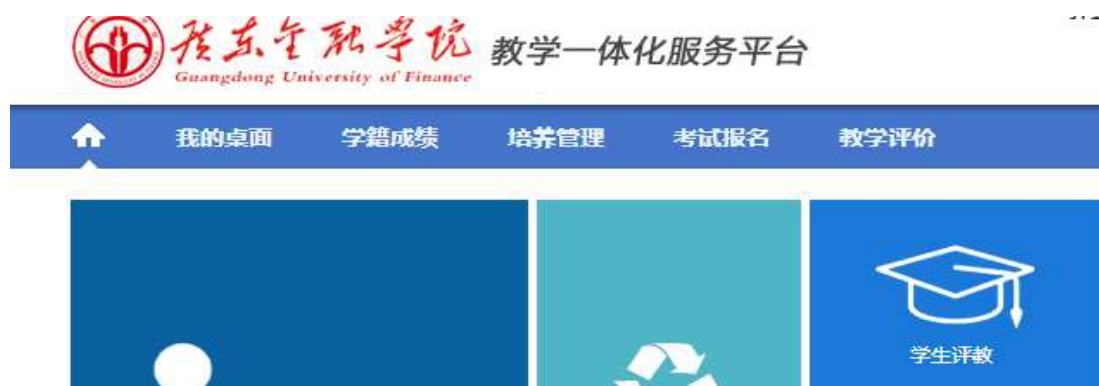 广东金融学院 教学一体化服务平台
Guangdong University of Finance
我的桌面 学籍成绩 培养管理 考试报名 教学评价
学生评教